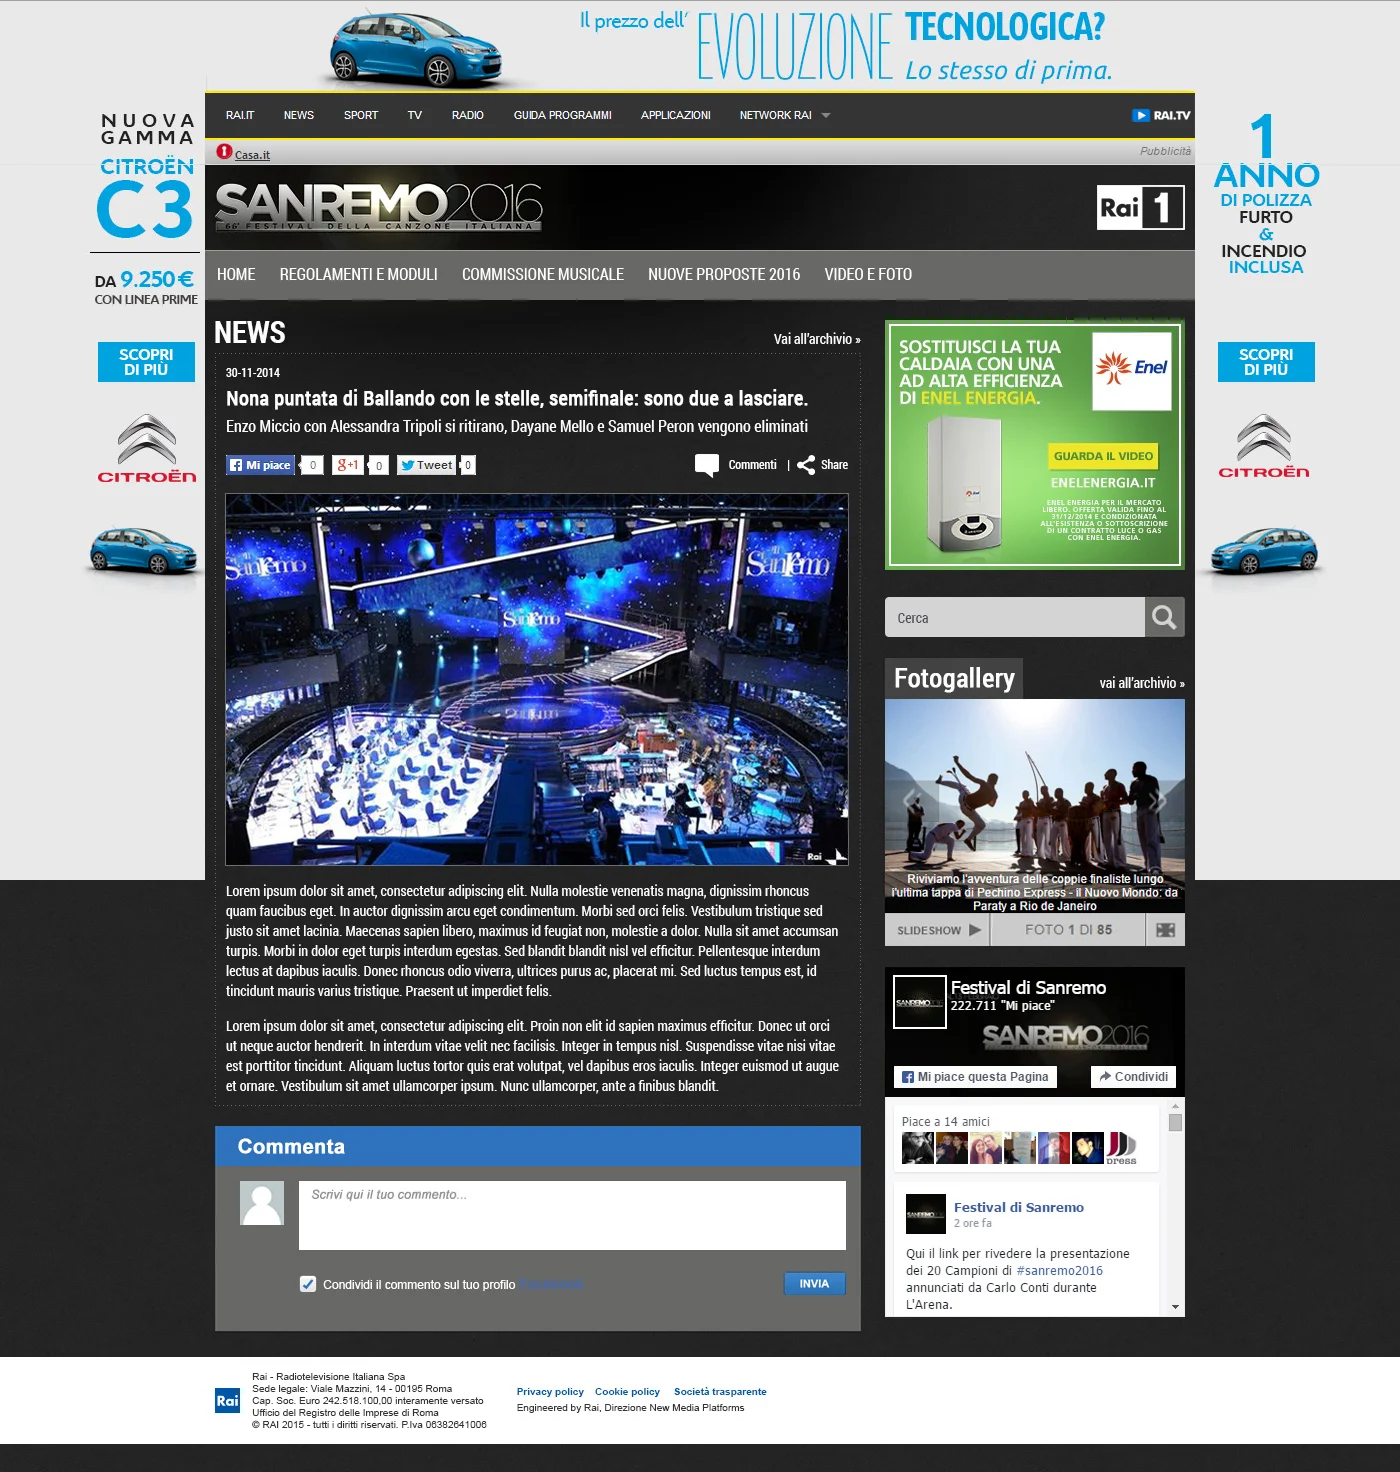 Il prezzo dell'
EVOLUZIONE
TECNOLOGICA?
Lo stesso di prima.
NUOVA
GAMMA
CITROËN
C3
DA 9.250 €
CON LINEA PRIME
SCOPRI
DI PIÙ
CITROËN
RAI.IT NEWS SPORT TV RADIO GUIDA PROGRAMMI APPLICAZIONI NETWORK RAI
RAI.TV
Casa.it
Pubblicità
SANREMO2016
66° FESTIVAL DELLA CANZONE ITALIANA
Rai 1
HOME REGOLAMENTI E MODULI COMMISSIONE MUSICALE NUOVE PROPOSTE 2016 VIDEO E FOTO
1
ANNO
DI POLIZZA
FURTO
&
INCENDIO
INCLUSA
SCOPRI
DI PIÙ
CITROËN
NEWS
Vai all'archivio »
30-11-2014
Nona puntata di Ballando con le stelle, semifinale: sono due a lasciare.
Enzo Miccio con Alessandra Tripoli si ritirano, Dayane Mello e Samuel Peron vengono eliminati
Mi piace 0 g+1 0 Tweet 0
Commenti | Share
Sanremo
Sanremo
Sanremo
Rai
Lorem ipsum dolor sit amet, consectetur adipiscing elit. Nulla molestie venenatis magna, dignissim rhoncus
quam faucibus eget. In auctor dignissim arcu eget condimentum. Morbi sed orci felis. Vestibulum tristique sed
justo sit amet lacinia. Maecenas sapien libero, maximus id feugiat non, molestie a dolor. Nulla sit amet accumsan
turpis. Morbi in dolor eget turpis interdum egestas. Sed blandit blandit nisl vel efficitur. Pellentesque interdum
lectus at dapibus iaculis. Donec rhoncus odio viverra, ultrices purus ac, placerat mi. Sed luctus tempus est, id
tincidunt mauris varius tristique. Praesent ut imperdiet felis.
Lorem ipsum dolor sit amet, consectetur adipiscing elit. Proin non elit id sapien maximus efficitur. Donec ut orci
ut neque auctor hendrerit. In interdum vitae velit nec facilisis. Integer in tempus nisl. Suspendisse vitae nisi vitae
est porttitor tincidunt. Aliquam luctus tortor quis erat volutpat, vel dapibus eros iaculis. Integer euismod ut augue
et ornare. Vestibulum sit amet ullamcorper ipsum. Nunc ullamcorper, ante a finibus blandit.
Commenta
Scrivi qui il tuo commento...
Condividi il commento sul tuo profilo
INVIA
SOSTITUISCI LA TUA
CALDAIA CON UNA
AD ALTA EFFICIENZA
DI ENEL ENERGIA.
Enel
GUARDA IL VIDEO
ENELENERGIA.IT
ENEL ENERGIA PER IL MERCATO
LIBERO. OFFERTA VALIDA FINO AL
31/12/2014 E CONDIZIONATA
ALL'ESISTENZA O SOTTOSCRIZIONE
DI UN CONTRATTO LUCE O GAS
CON ENEL ENERGIA.
Cerca
Fotogallery
vai all'archivio »
Riviviamo l'avventura delle coppie finaliste lungo
l'ultima tappa di Pechino Express - il Nuovo Mondo: da
Paraty a Rio de Janeiro
SLIDESHOW FOTO 1 DI 85
Festival di Sanremo
222.711 "Mi piace"
SANREMO2016
Mi piace questa Pagina
Condividi
Piace a 14 amici
press
Festival di Sanremo
2 ore fa
Qui il link per rivedere la presentazione
dei 20 Campioni di #sanremo2016
annunciati da Carlo Conti durante
L'Arena.
Rai
Rai - Radiotelevisione Italiana Spa
Sede legale: Viale Mazzini, 14 - 00195 Roma
Cap. Soc. Euro 242.518.100,00 interamente versato
Ufficio del Registro delle Imprese di Roma
© RAI 2015 - tutti i diritti riservati. P.Iva 06382641006
Privacy policy Cookie policy Società trasparente
Engineered by Rai, Direzione New Media Platforms